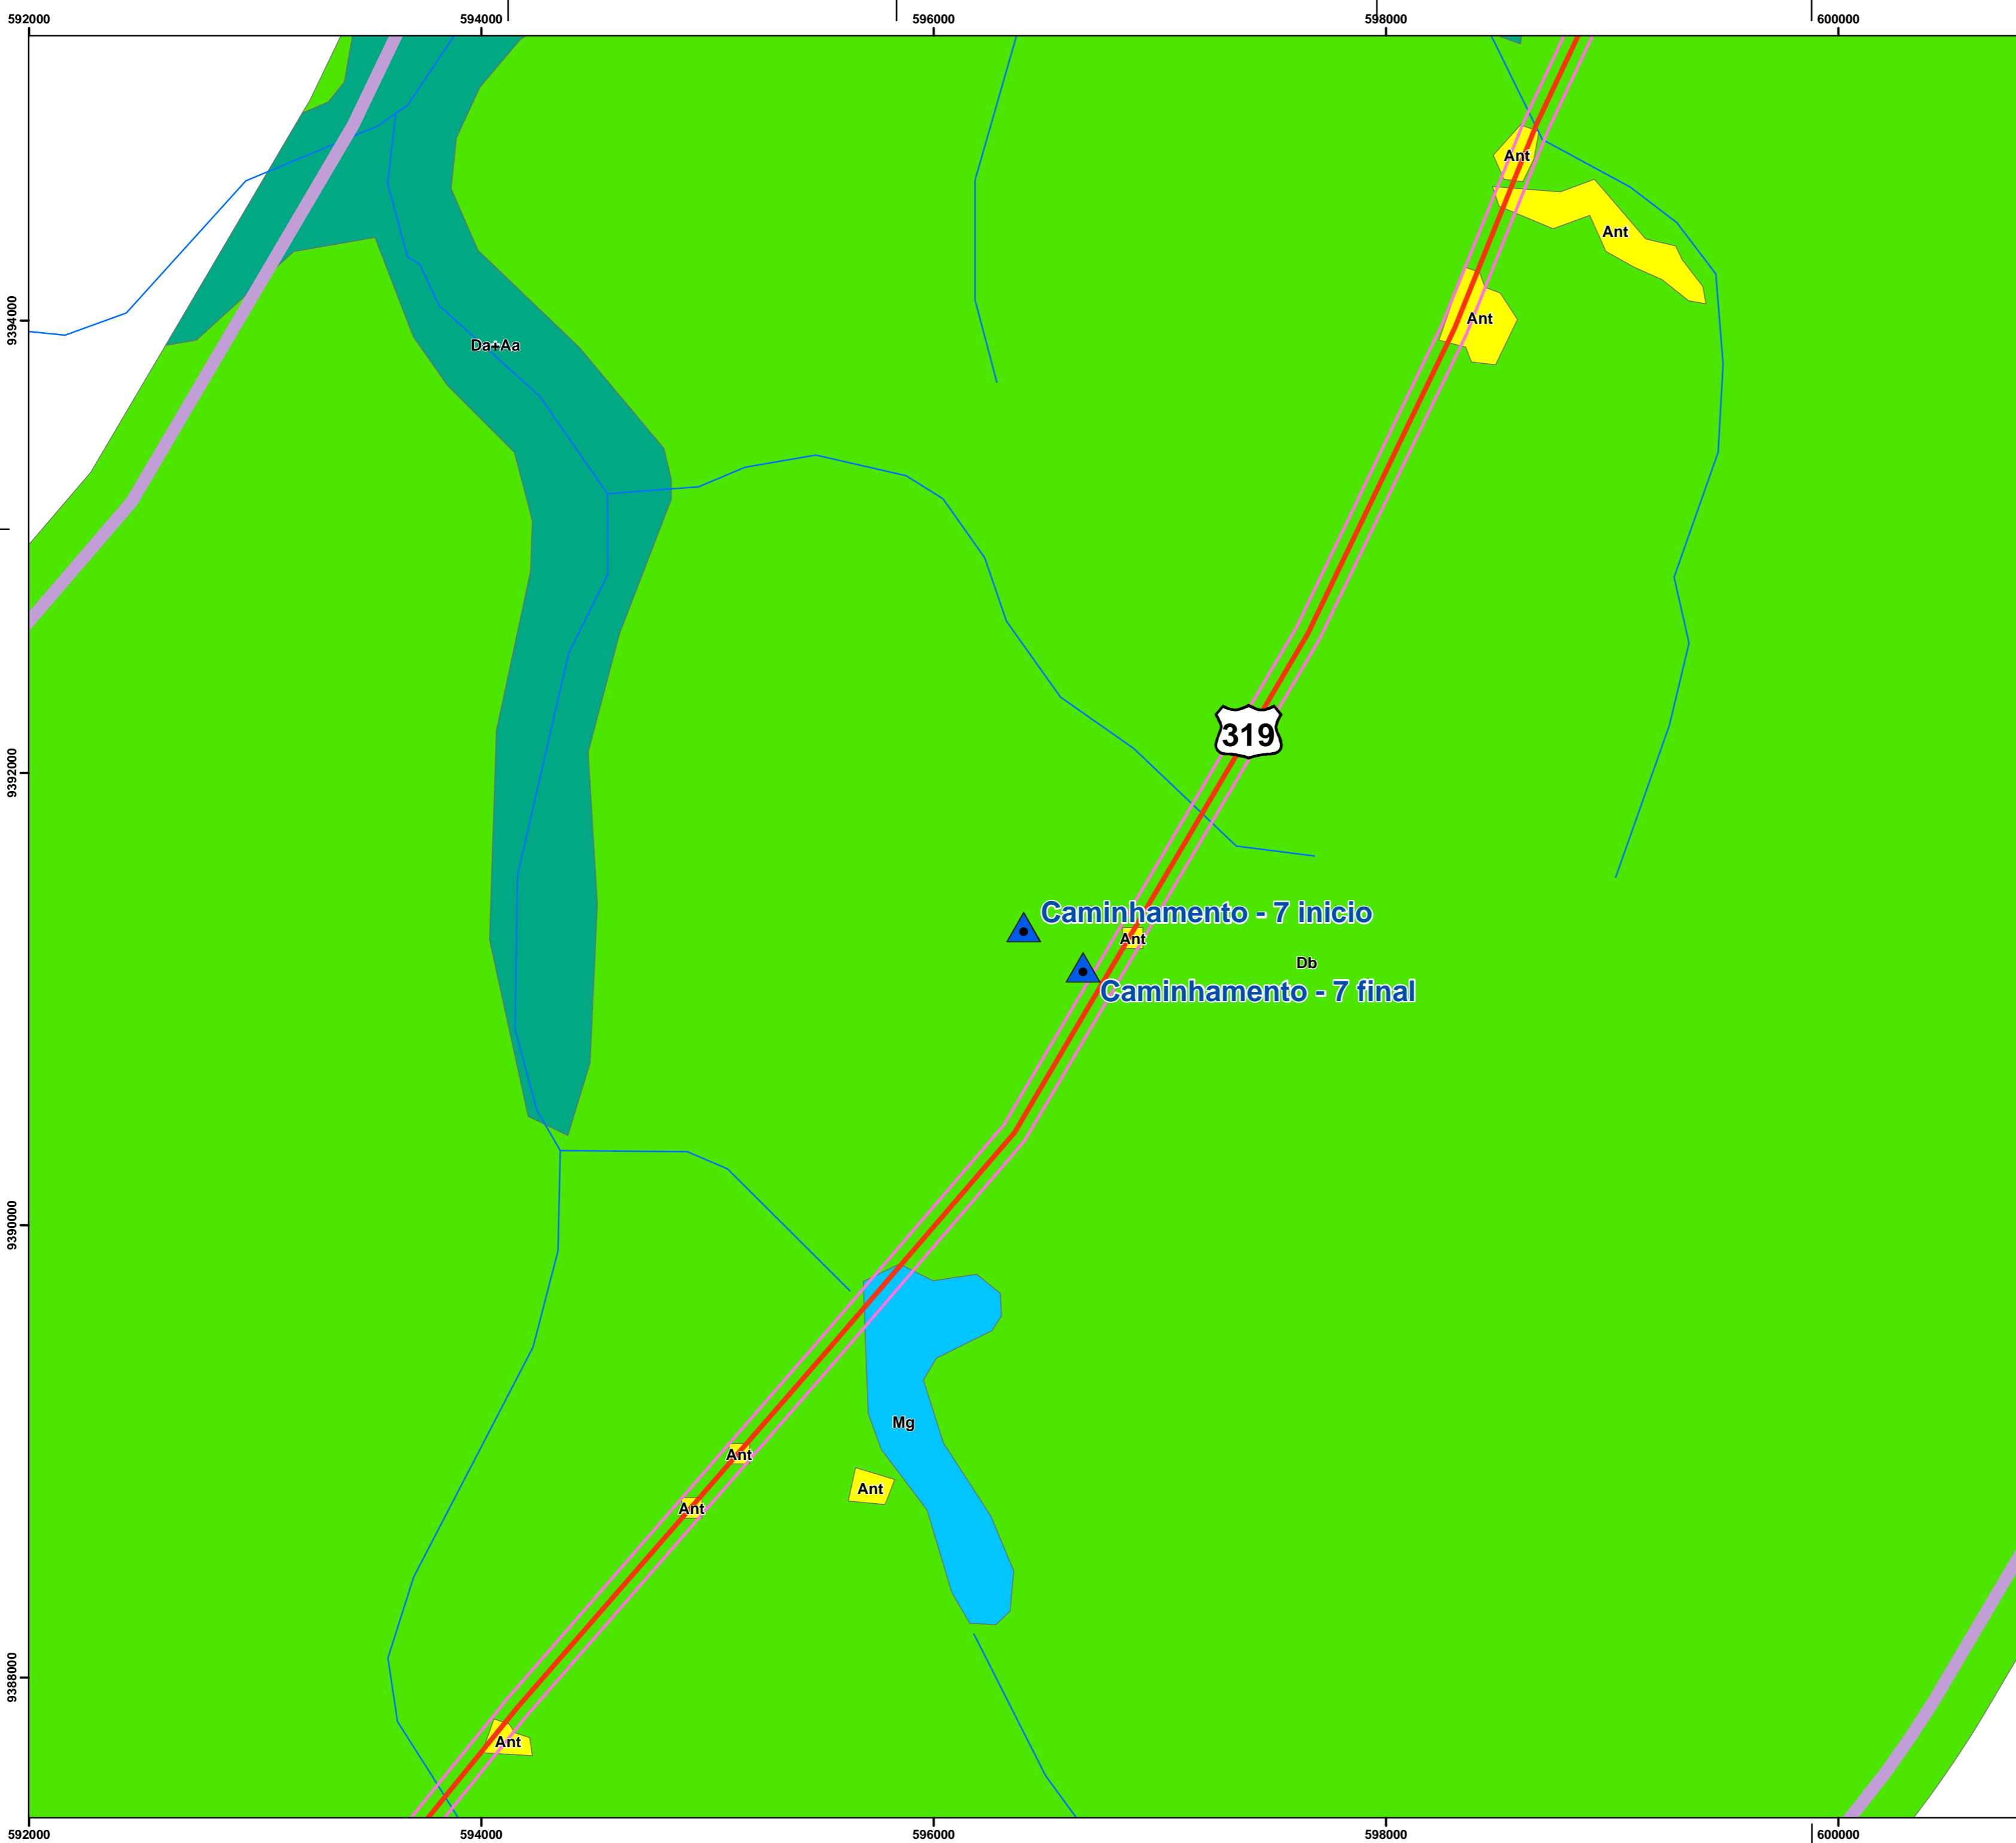 592000
594000
596000
598000
600000
Ant
Ant
9394000
Ant
Da+Aa
319
9392000
Caminhamento - 7 inicio
Ant
Db
Caminhamento - 7 final
9390000
Mg
Ant
Ant
Ant
9388000
Ant
592000
594000
596000
598000
600000